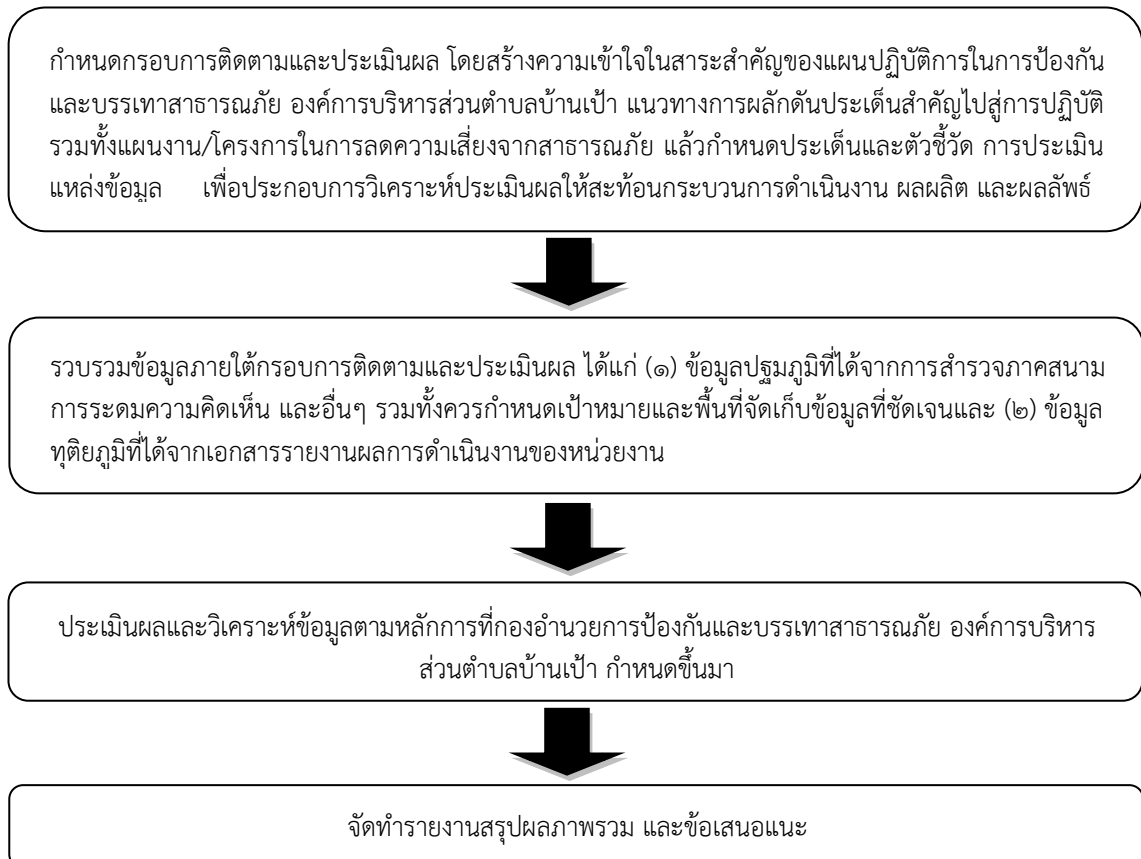 กำหนดกรอบการติดตามและประเมินผล โดยสร้างความเข้าใจในสาระสำคัญของแผนปฏิบัติการในการป้องกัน
และบรรเทาสาธารณภัย องค์การบริหารส่วนตำบลบ้านเป้า แนวทางการผลักดันประเด็นสำคัญไปสู่การปฏิบัติ
รวมทั้งแผนงาน/โครงการในการลดความเสี่ยงจากสาธารณภัย แล้วกำหนดประเด็นและตัวชี้วัด การประเมิน
แหล่งข้อมูล เพื่อประกอบการวิเคราะห์ประเมินผลให้สะท้อนกระบวนการดำเนินงาน ผลผลิต และผลลัพธ์
รวบรวมข้อมูลภายใต้กรอบการติดตามและประเมินผล ได้แก่ (๑) ข้อมูลปฐมภูมิที่ได้จากการสำรวจภาคสนาม
การระดมความคิดเห็น และอื่นๆ รวมทั้งควรกำหนดเป้าหมายและพื้นที่จัดเก็บข้อมูลที่ชัดเจนและ (๒) ข้อมูล
ทุติยภูมิที่ได้จากเอกสารรายงานผลการดำเนินงานของหน่วยงาน
ประเมินผลและวิเคราะห์ข้อมูลตามหลักการที่กองอำนวยการป้องกันและบรรเทาสาธารณภัย องค์การบริหาร
ส่วนตำบลบ้านเป้า กำหนดขึ้นมา
จัดทำรายงานสรุปผลภาพรวม และข้อเสนอแนะ